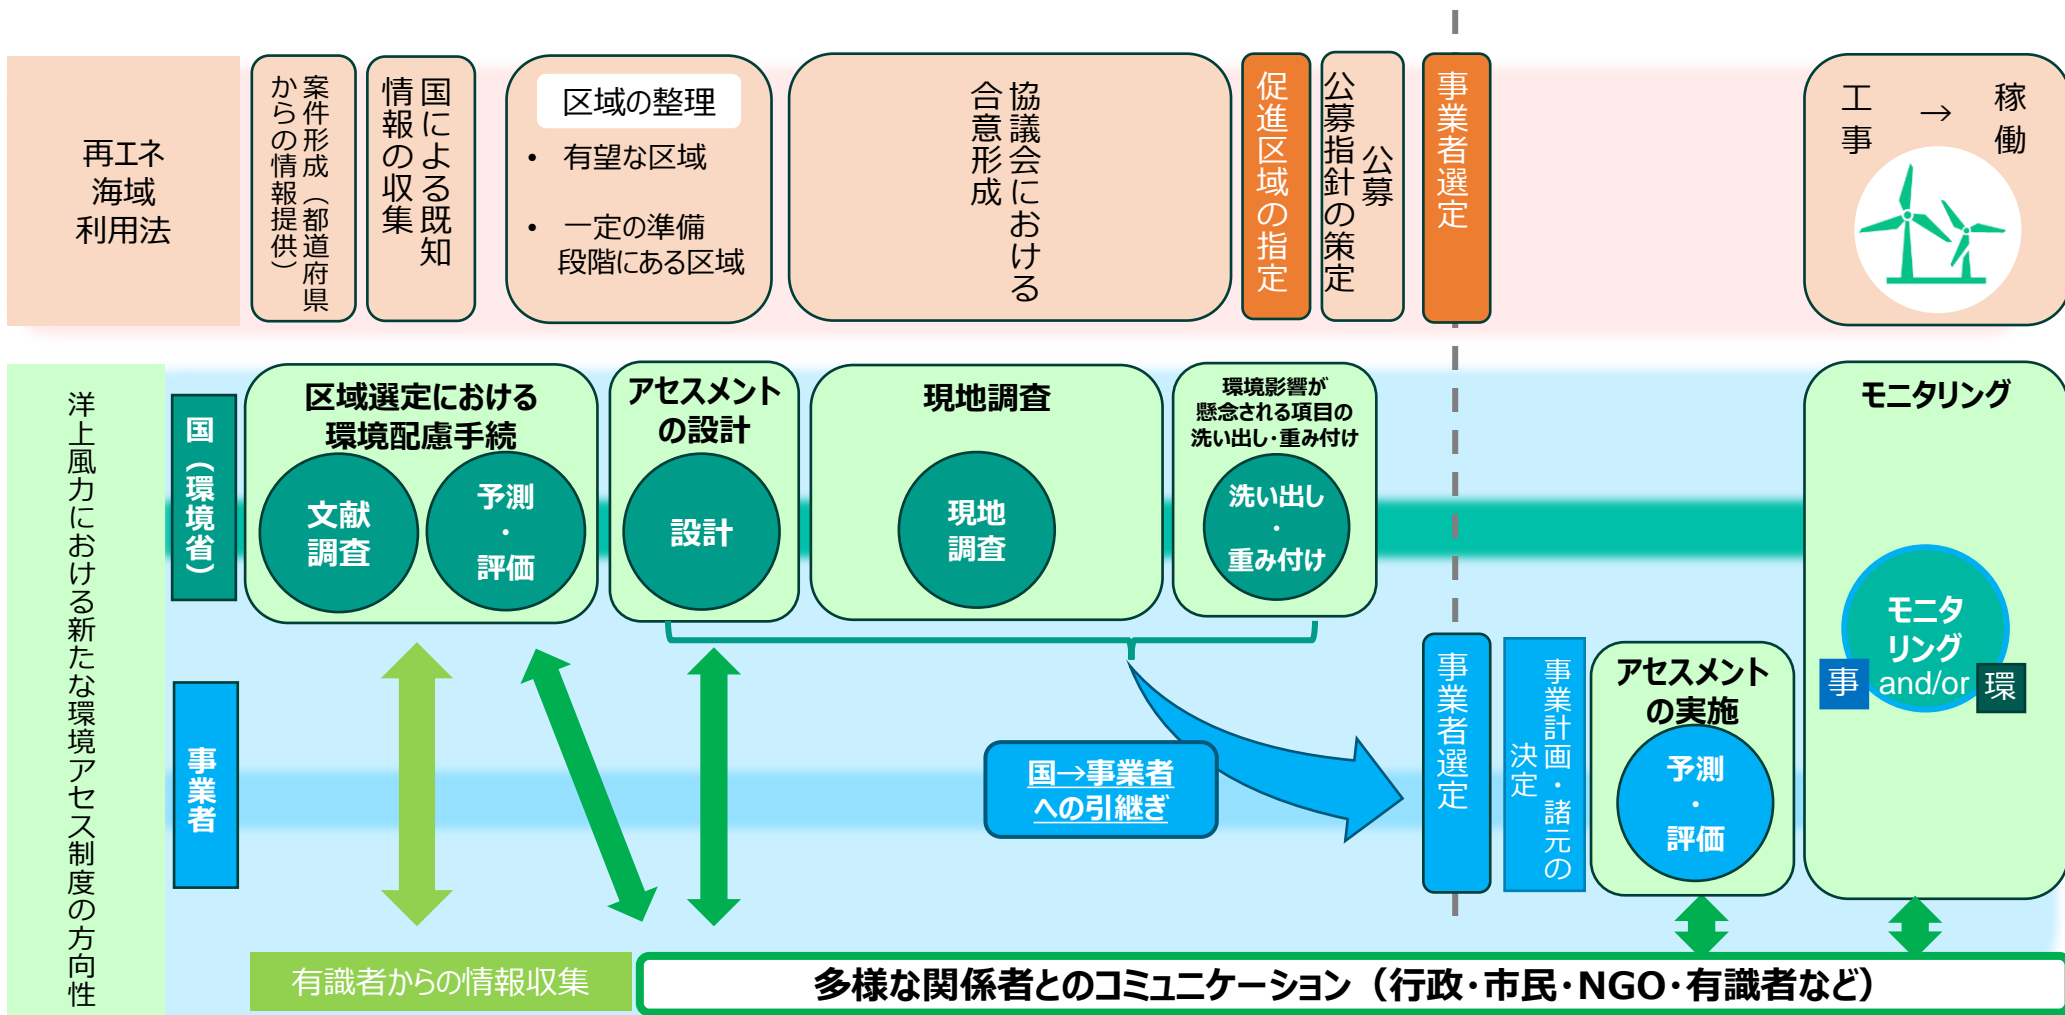 再エネ
海域
利用法
案件形成（都道府県
からの情報提供）
国による既知
情報の収集
区域の整理
• 有望な区域
• 一定の準備
段階にある区域
協議会における
合意形成
促進区域の指定
公募
公募指針の策定
事業者選定
工事
→
稼働
洋上風力における新たな環境アセス制度の方向性
国（環境省）
事業者
区域選定における
環境配慮手続
文献
調査
予測
・
評価
アセスメント
の設計
設計
現地調査
現地
調査
環境影響が
懸念される項目の
洗い出し・重み付け
洗い出し
・
重み付け
国→事業者
への引継ぎ
事業者選定
事業計画・諸元の
決定
アセスメント
の実施
予測
・
評価
モニタリング
モニタ
リング
and/or
事
環
有識者からの情報収集
多様な関係者とのコミュニケーション（行政・市民・NGO・有識者など）